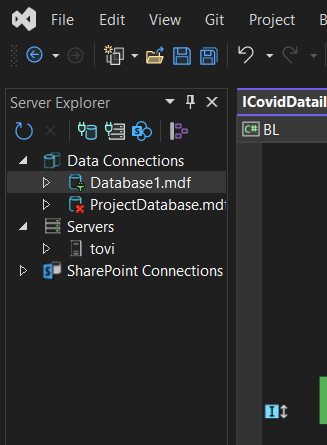 File Edit View Git Project
Server Explorer
ICovidDatail
C# BL
Data Connections
Database1.mdf
ProjectDatabase.mdf
Servers
tovi
SharePoint Connections